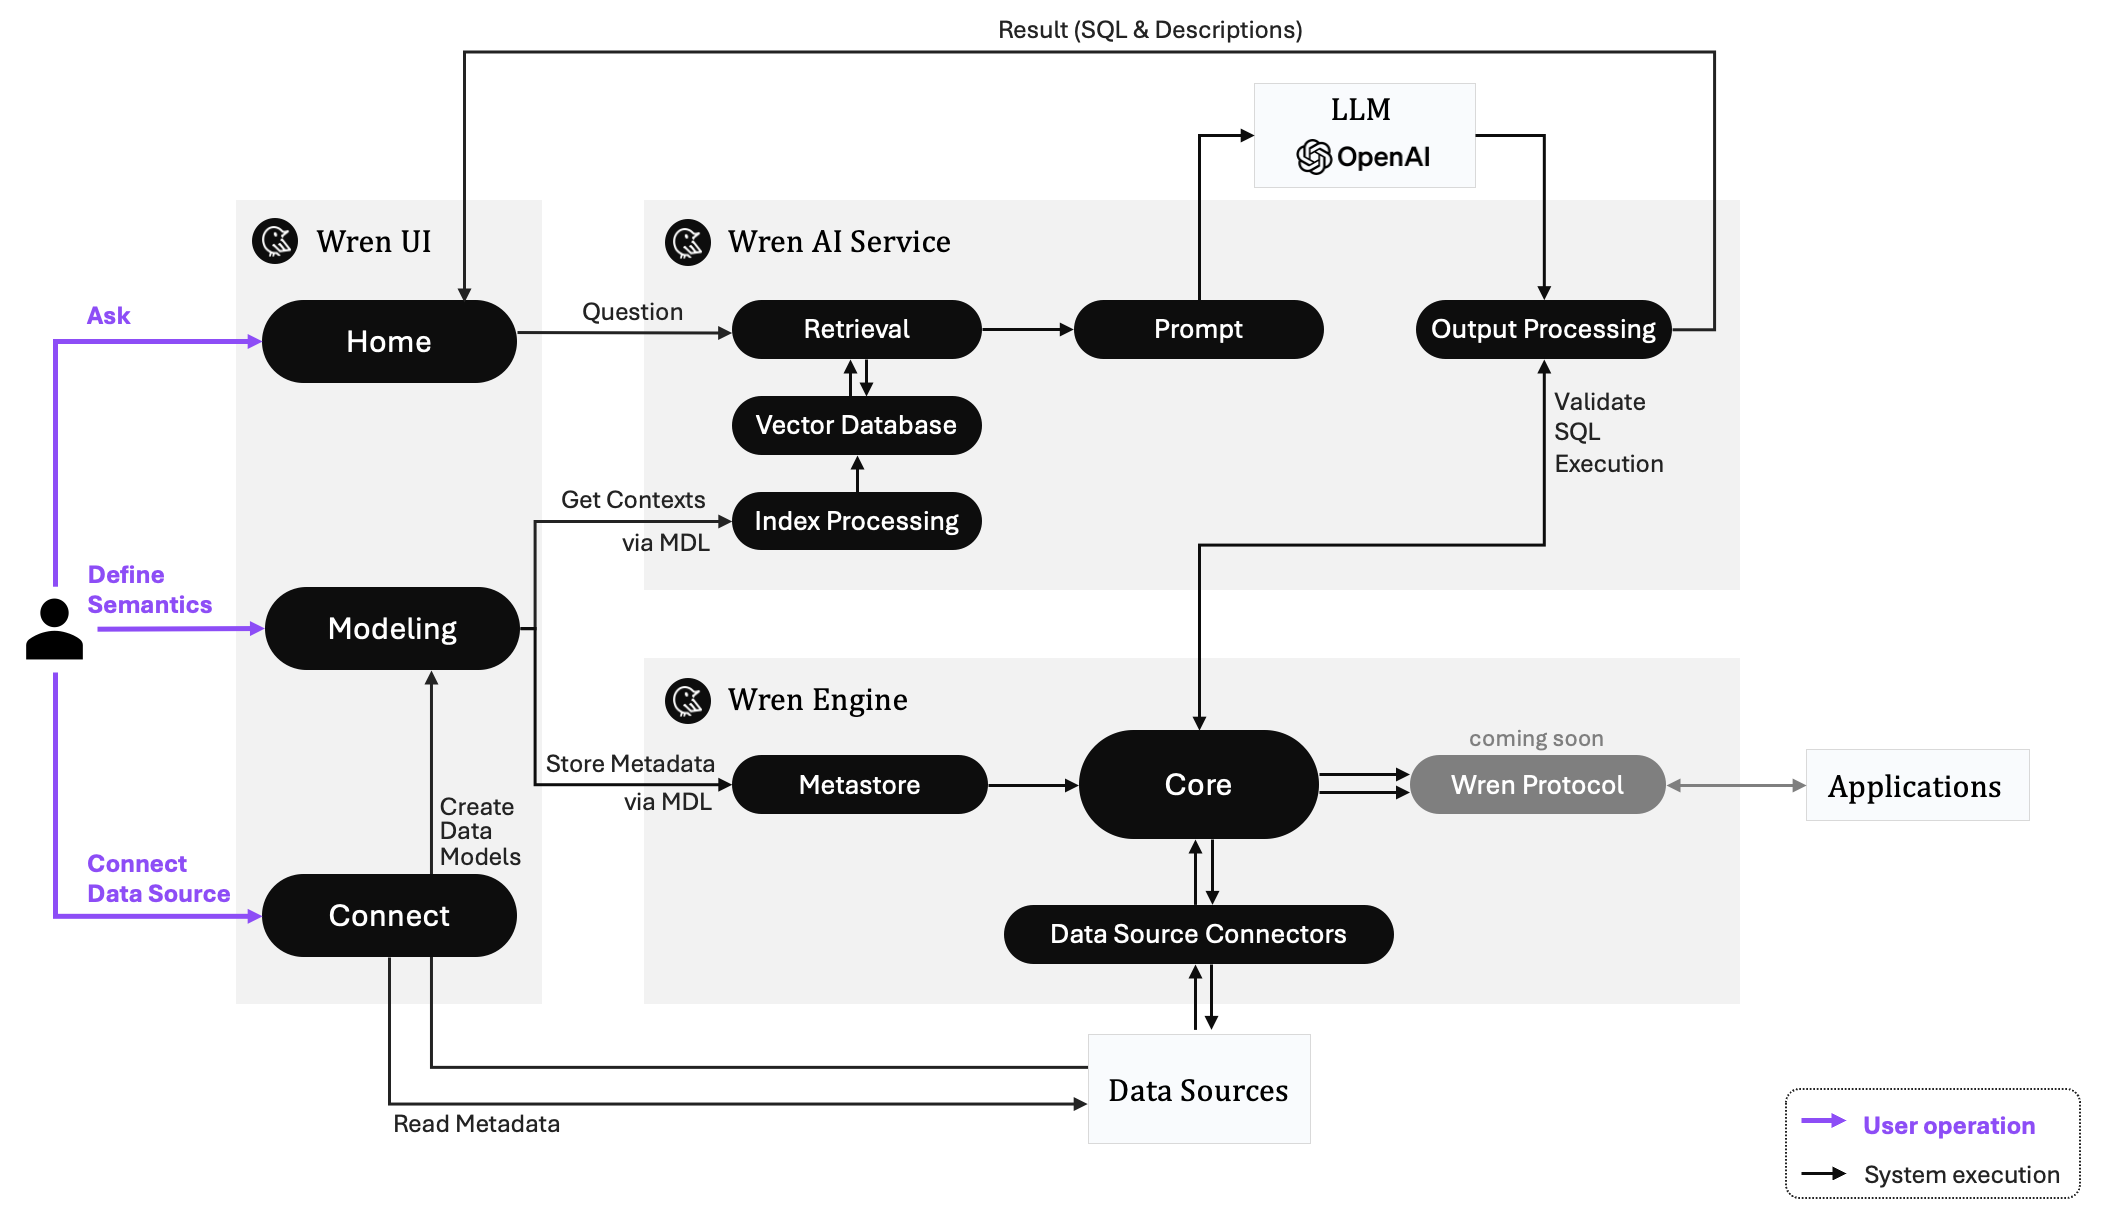 Result (SQL & Descriptions)
LLM
OpenAI
Wren UI
Wren AI Service
Ask
Home
Question
Retrieval
Prompt
Output Processing
Vector Database
Validate
SQL
Execution
Get Contexts
via MDL
Index Processing
Define
Semantics
Modeling
Wren Engine
Store Metadata
via MDL
Metastore
Core
coming soon
Wren Protocol
Applications
Create
Data
Models
Connect
Data Source
Connect
Data Source Connectors
Data Sources
Read Metadata
User operation
System execution